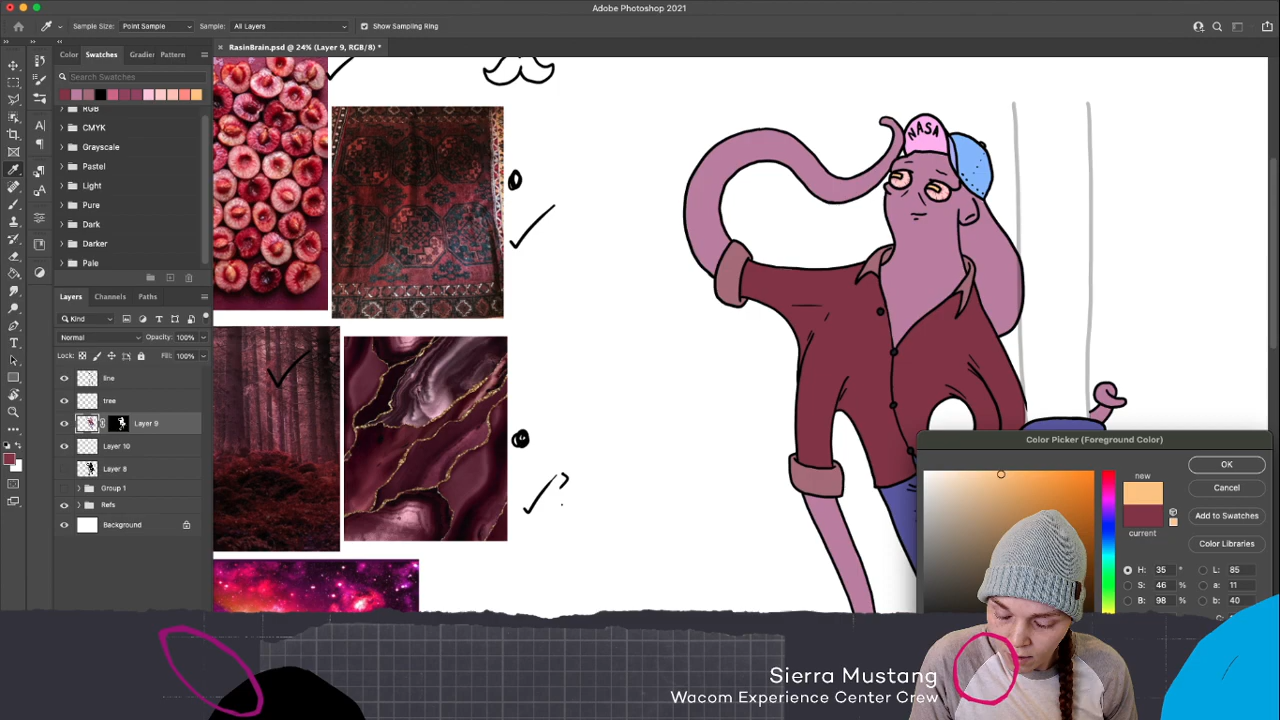 Adobe Photoshop 2021
Sample Size: Point Sample Sample: All Layers Show Sampling Ring
Color Swatches Gradier Pattern
RasinBrain.psd @ 24% (Layer 9, RGB/8) *
Search Swatches
RGB
CMYK
Grayscale
Pastel
Light
Pure
Dark
Darker
Pale
Layers Channels Paths
Kind
Normal Opacity: 100%
Lock: Fill: 100%
line
tree
Layer 9
Layer 10
Layer 8
Group 1
Refs
Background
NASA
Color Picker (Foreground Color)
new
current
OK
Cancel
Add to Swatches
Color Libraries
H: 35 ° L: 85
S: 46 % a: 11
B: 98 % b: 40
Sierra Mustang
Wacom Experience Center Crew